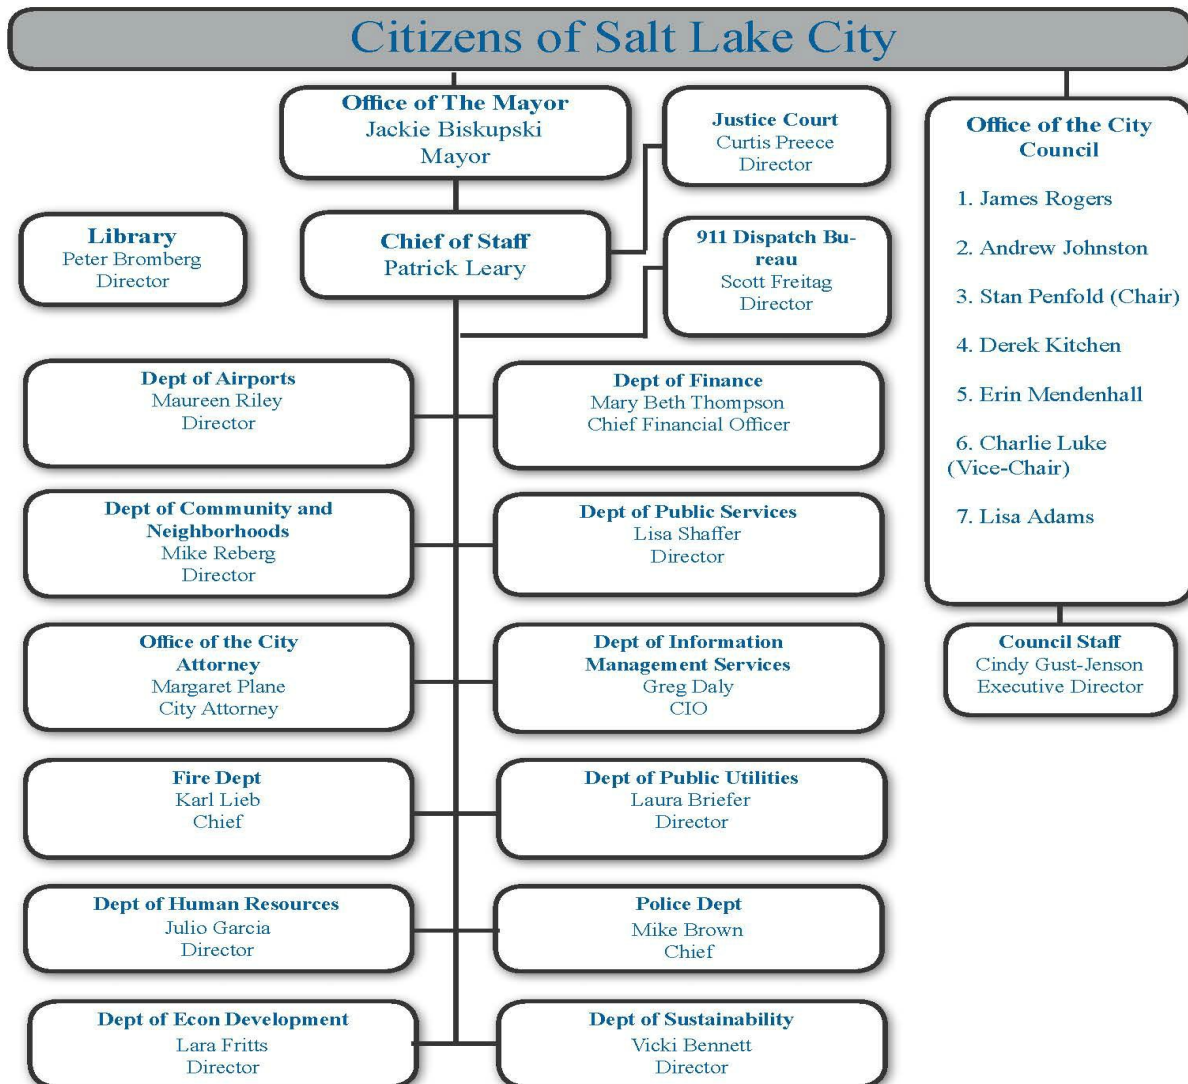 Citizens of Salt Lake City
Office of The Mayor
Jackie Biskupski
Mayor
Justice Court
Curtis Preece
Director
Office of the City
Council
1. James Rogers
2. Andrew Johnston
3. Stan Penfold (Chair)
4. Derek Kitchen
5. Erin Mendenhall
6. Charlie Luke
(Vice-Chair)
7. Lisa Adams
Library
Peter Bromberg
Director
Chief of Staff
Patrick Leary
911 Dispatch Bu-
reau
Scott Freitag
Director
Dept of Airports
Maureen Riley
Director
Dept of Finance
Mary Beth Thompson
Chief Financial Officer
Dept of Community and
Neighborhoods
Mike Reberg
Director
Dept of Public Services
Lisa Shaffer
Director
Office of the City
Attorney
Margaret Plane
City Attorney
Dept of Information
Management Services
Greg Daly
CIO
Council Staff
Cindy Gust-Jenson
Executive Director
Fire Dept
Karl Lieb
Chief
Dept of Public Utilities
Laura Briefer
Director
Dept of Human Resources
Julio Garcia
Director
Police Dept
Mike Brown
Chief
Dept of Econ Development
Lara Fritts
Director
Dept of Sustainability
Vicki Bennett
Director